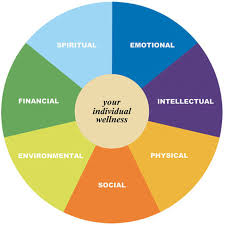 SPIRITUAL
EMOTIONAL
FINANCIAL
your
individual
wellness
INTELLECTUAL
ENVIRONMENTAL
PHYSICAL
SOCIAL